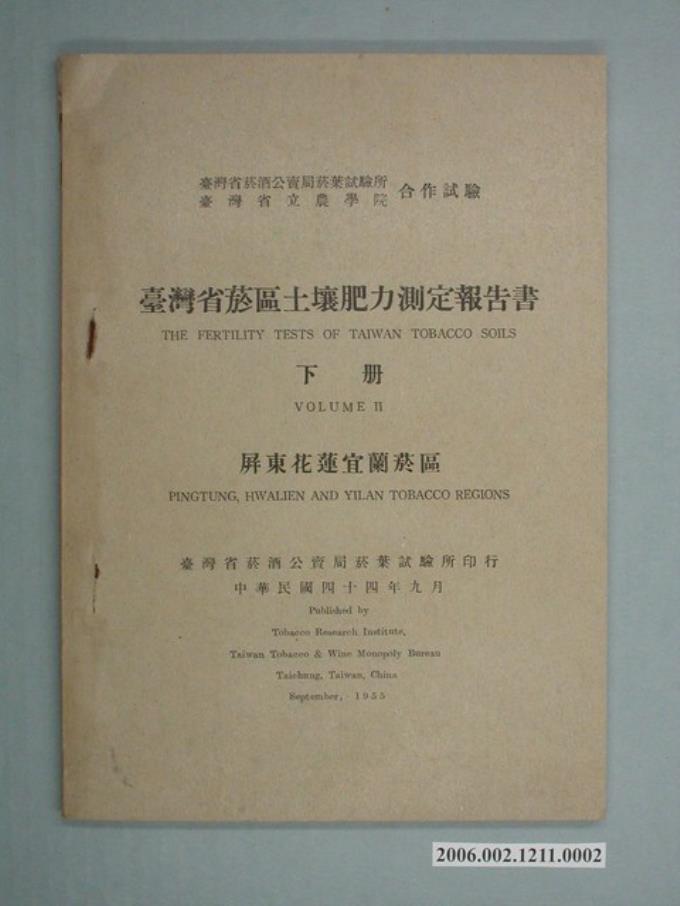 臺灣省菸酒公賣局菸葉試驗所
臺灣省立農學院 合作試驗
臺灣省菸區土壤肥力測定報告書
THE FERTILITY TESTS OF TAIWAN TOBACCO SOILS
下 册
VOLUME II
屏東花蓮宜蘭菸區
PINGTUNG, HWALIEN AND YILAN TOBACCO REGIONS
臺灣省菸酒公賣局菸葉試驗所印行
中華民國四十四年九月
Published by
Tobacco Research Institute,
Taiwan Tobacco & Wine Monopoly Bureau
Taichung, Taiwan, China
September, 1955
2006.002.1211.0002